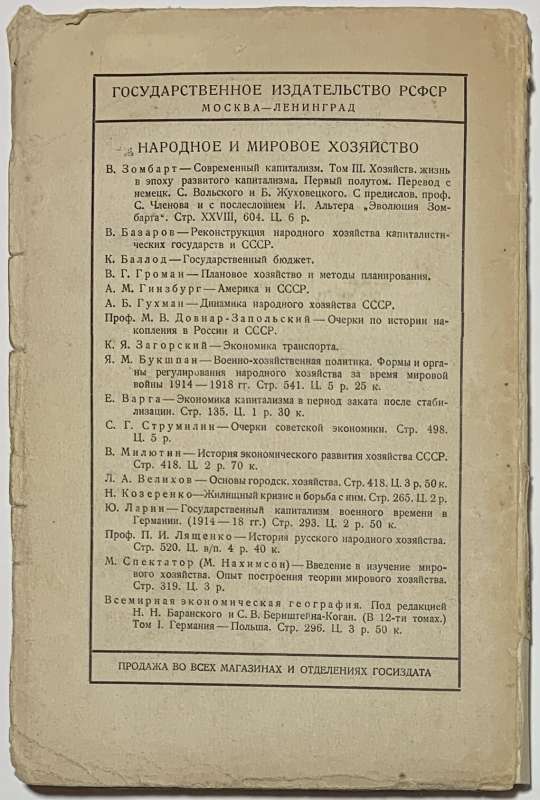 ГОСУДАРСТВЕННОЕ ИЗДАТЕЛЬСТВО РСФСР
МОСКВА—ЛЕНИНГРАД
НАРОДНОЕ И МИРОВОЕ ХОЗЯЙСТВО
В. Зомбарт—Современный капитализм. Том III. Хозяйств. жизнь
в эпоху развитого капитализма. Первый полутом. Перевод с
немецк. С. Вольского и Б. Жуховецкого. С предислов. проф.
С. Членова и с послесловием И. Альтера „Эволюция Зом-
барта“. Стр. XXVIII, 604. Ц. 6 р.
В. Базаров—Реконструкция народного хозяйства капиталисти-
ческих государств и СССР.
К. Баллод—Государственный бюджет.
В. Г. Громан—Плановое хозяйство и методы планирования.
А. М. Гинзбург—Америка и СССР.
А. Б. Гухман—Динамика народного хозяйства СССР.
Проф. М. В. Довнар-Запольский—Очерки по истории на-
копления в России и СССР.
К. Я. Загорский—Экономика транспорта.
Я. М. Букшпан—Военно-хозяйственная политика. Формы и орга-
ны регулирования народного хозяйства за время мировой
войны 1914—1918 гг. Стр. 541. Ц. 5 р. 25 к.
Е. Варга—Экономика капитализма в период заката после стаби-
лизации. Стр. 135. Ц. 1 р. 30 к.
С. Г. Струмилин—Очерки советской экономики. Стр. 498.
Ц. 5 р.
В. Милютин—История экономического развития хозяйства СССР.
Стр. 418. Ц. 2 р. 70 к.
Л. А. Велихов—Основы городск. хозяйства. Стр. 418. Ц. 3 р. 50 к.
Н. Козеренко—Жилищный кризис и борьба с ним. Стр. 265. Ц. 2 р.
Ю. Ларин—Государственный капитализм военного времени в
Германии. (1914—18 гг.) Стр. 293. Ц. 2 р. 50 к.
Проф. П. И. Лященко—История русского народного хозяйства.
Стр. 520. Ц. в/п. 4 р. 40 к.
М. Спектатор (М. Нахимсон)—Введение в изучение миро-
вого хозяйства. Опыт построения теории мирового хозяйства.
Стр. 319. Ц. 3 р.
Всемирная экономическая география. Под редакцией
Н. Н. Баранского и С. В. Бернштейна-Коган. (В 12-ти томах.)
Том I. Германия—Польша. Стр. 296. Ц. 3 р. 50 к.
ПРОДАЖА ВО ВСЕХ МАГАЗИНАХ И ОТДЕЛЕНИЯХ ГОСИЗДАТА